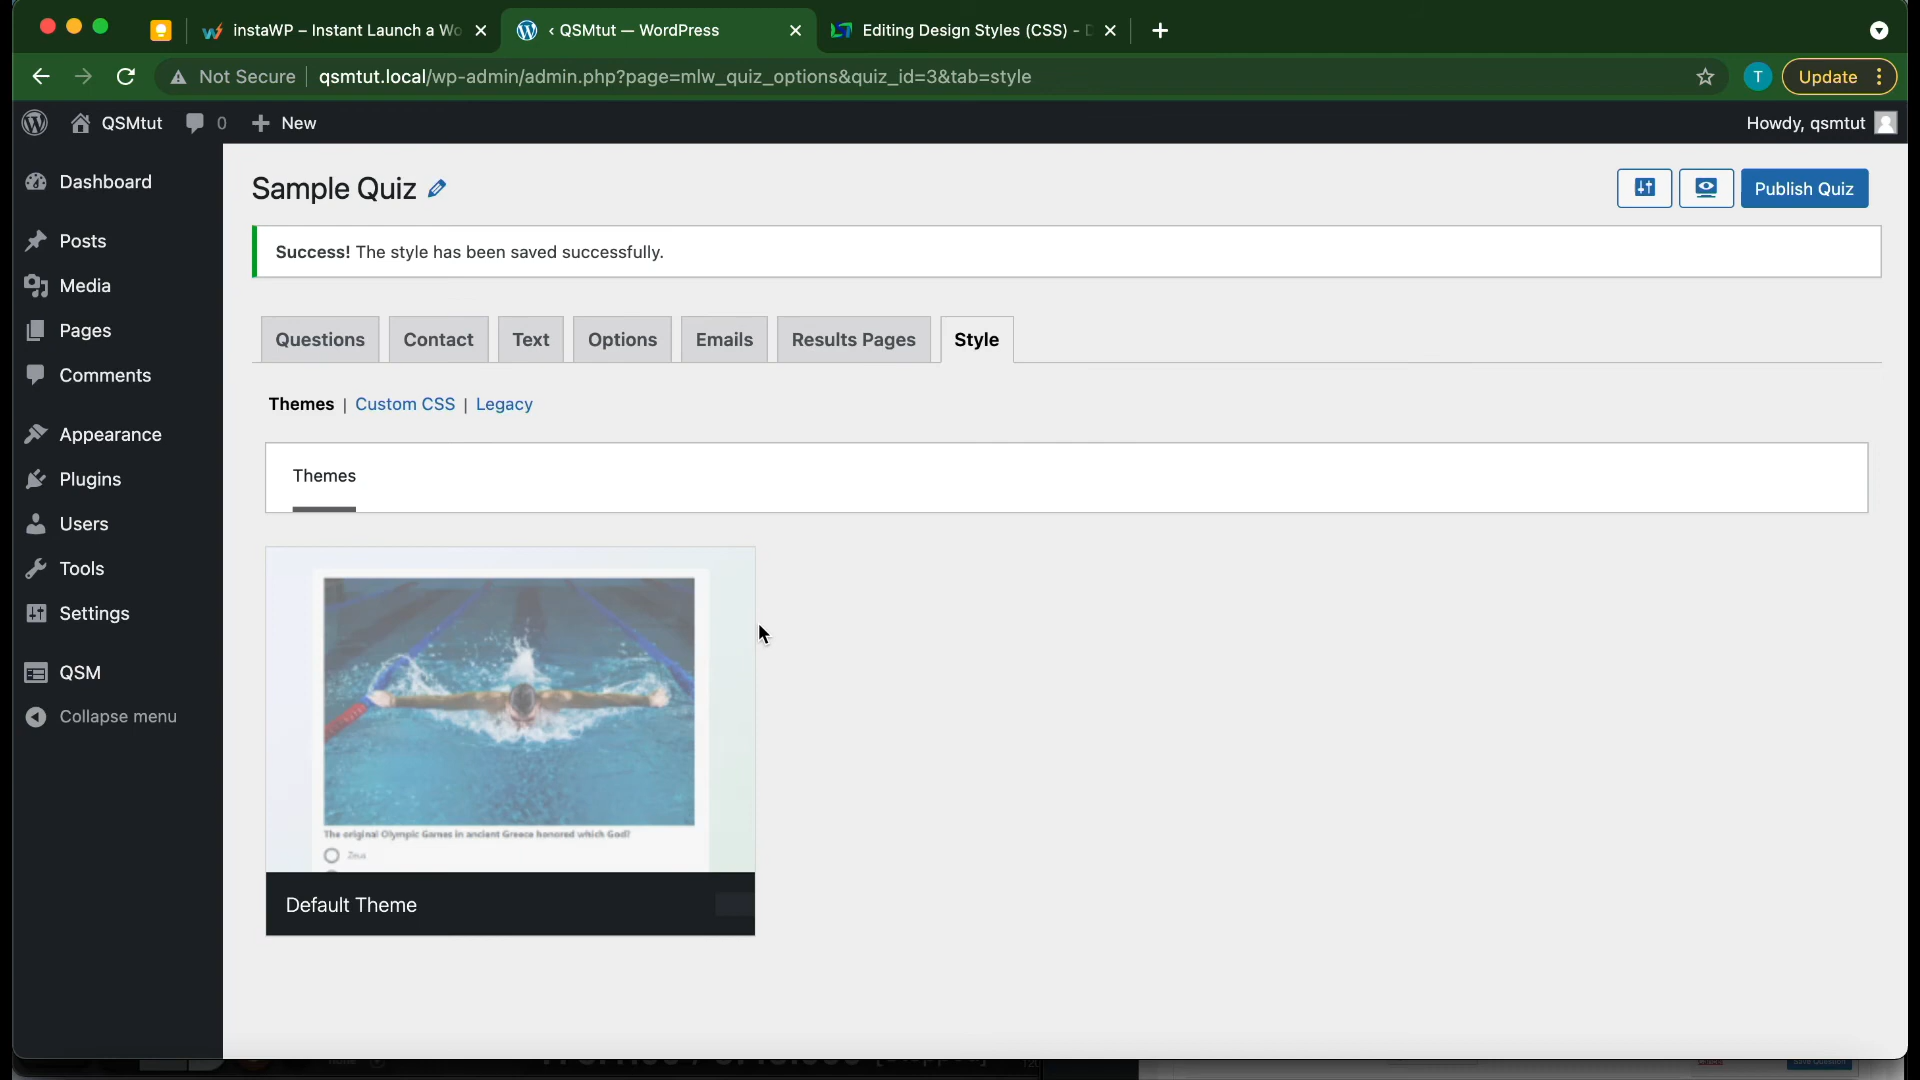 instaWP – Instant Launch a Wo
‹ QSMtut — WordPress
Editing Design Styles (CSS) -
Not Secure
qsmtut.local/wp-admin/admin.php?page=mlw_quiz_options&quiz_id=3&tab=style
T
Update
QSMtut
0
New
Howdy, qsmtut
Dashboard
Posts
Media
Pages
Comments
Appearance
Plugins
Users
Tools
Settings
QSM
Collapse menu
Sample Quiz
Publish Quiz
Success! The style has been saved successfully.
Questions
Contact
Text
Options
Emails
Results Pages
Style
Themes | Custom CSS | Legacy
Themes
The original Olympic Games in ancient Greece honored which God?
Zeus
Default Theme